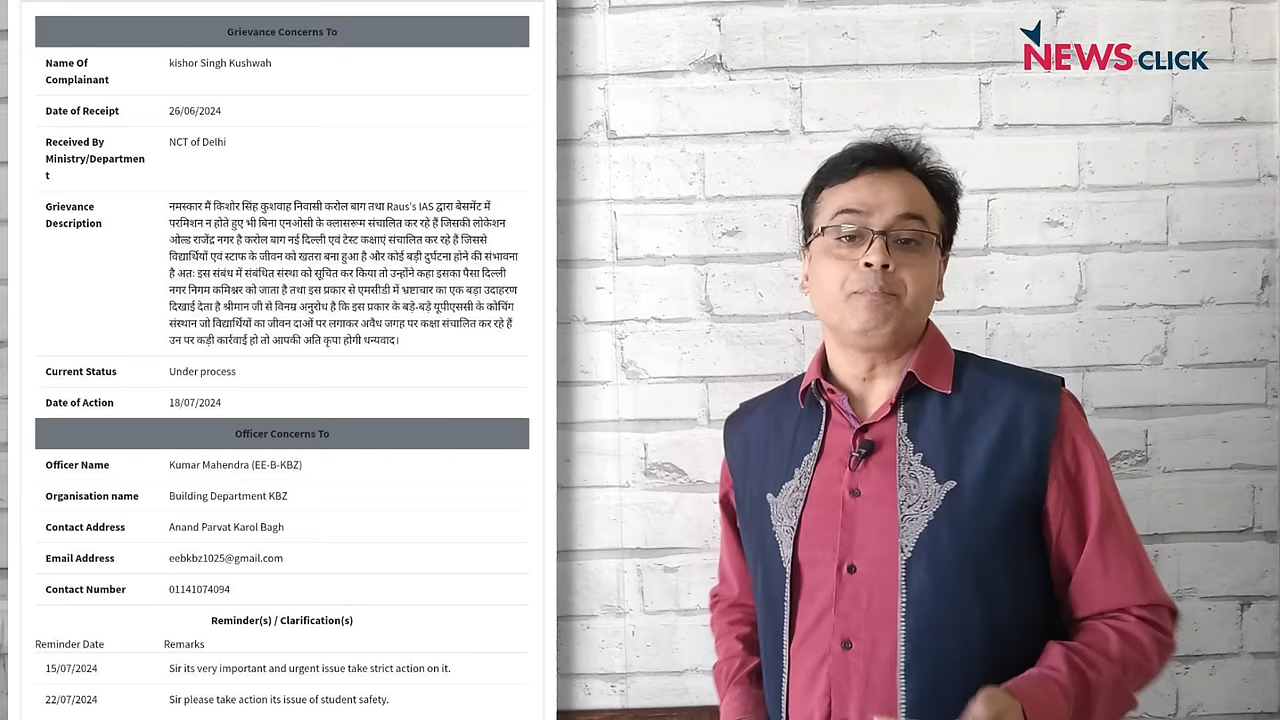 Grievance Concerns To
Name Of
Complainant
kishor Singh Kushwah
Date of Receipt
26/06/2024
Received By
Ministry/Departmen
t
NCT of Delhi
Grievance
Description
नमस्कार मैं किशोर सिंह कुशवाह निवासी करोल बाग तथा Raus's IAS द्वारा बेसमेंट में
परमिशन न होते हुए भी बिना एनओसी के क्लासरूम संचालित कर रहे हैं जिसकी लोकेशन
ओल्ड राजेंद्र नगर है करोल बाग नई दिल्ली एवं टेस्ट कक्षाएं संचालित कर रहे हैं जिससे
विद्यार्थियों एवं स्टाफ के जीवन को खतरा बना हुआ है और कोई बड़ी दुर्घटना होने की संभावना
है अत: इस संबंध में संबंधित संस्था को सूचित कर किया तो उन्होंने कहा इसका पैसा दिल्ली
नगर निगम कमिश्नर को जाता है तथा इस प्रकार से एमसीडी में भ्रष्टाचार का एक बड़ा उदाहरण
दिखाई देता है श्रीमान जी से विनम्र अनुरोध है कि इस प्रकार के बड़े-बड़े यूपीएससी के कोचिंग
संस्थान जो विद्यार्थियों का जीवन दाओं पर लगाकर अवैध जगह पर कक्षा संचालित कर रहे हैं
उन पर कड़ी कार्रवाई हो तो आपकी अति कृपा होगी धन्यवाद।
Current Status
Under process
Date of Action
18/07/2024
Officer Concerns To
Officer Name
Kumar Mahendra (EE-B-KBZ)
Organisation name
Building Department KBZ
Contact Address
Anand Parvat Karol Bagh
Email Address
eebkbz1025@gmail.com
Contact Number
01141074094
Reminder(s) / Clarification(s)
Reminder Date
Remarks
15/07/2024
Sir its very important and urgent issue take strict action on it.
22/07/2024
Sir please take action its issue of student safety.
NEWSCLICK